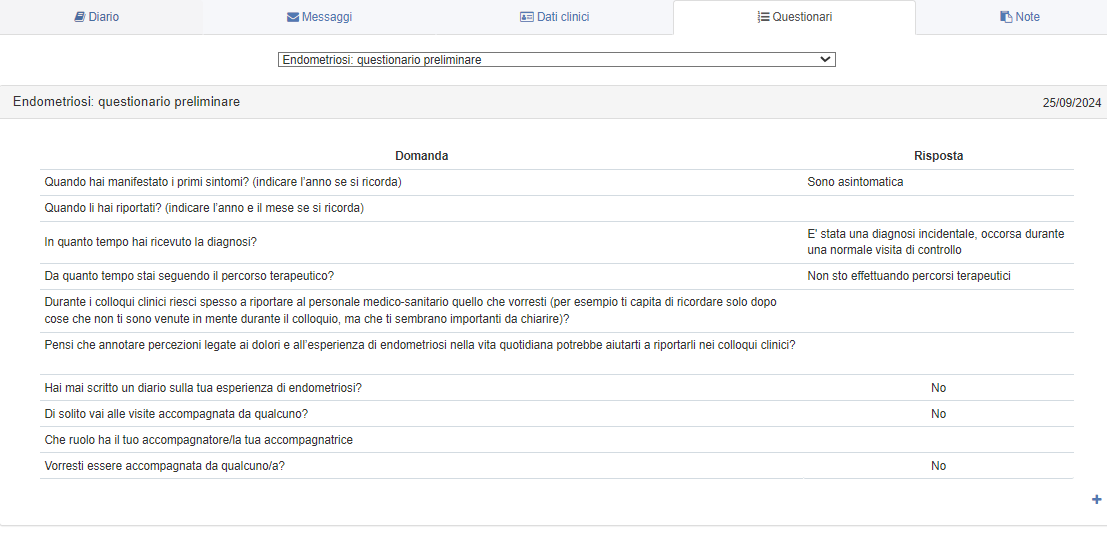 Diario
Messaggi
Dati clinici
Questionari
Note
Endometriosi: questionario preliminare
Endometriosi: questionario preliminare
25/09/2024
Domanda
Risposta
Quando hai manifestato i primi sintomi? (indicare l'anno se si ricorda)
Sono asintomatica
Quando li hai riportati? (indicare l'anno e il mese se si ricorda)
In quanto tempo hai ricevuto la diagnosi?
E' stata una diagnosi incidentale, occorsa durante
una normale visita di controllo
Da quanto tempo stai seguendo il percorso terapeutico?
Non sto effettuando percorsi terapeutici
Durante i colloqui clinici riesci spesso a riportare al personale medico-sanitario quello che vorresti (per esempio ti capita di ricordare solo dopo
cose che non ti sono venute in mente durante il colloquio, ma che ti sembrano importanti da chiarire)?
Pensi che annotare percezioni legate ai dolori e all'esperienza di endometriosi nella vita quotidiana potrebbe aiutarti a riportarli nei colloqui clinici?
Hai mai scritto un diario sulla tua esperienza di endometriosi?
No
Di solito vai alle visite accompagnata da qualcuno?
No
Che ruolo ha il tuo accompagnatore/la tua accompagnatrice
Vorresti essere accompagnata da qualcuno/a?
No